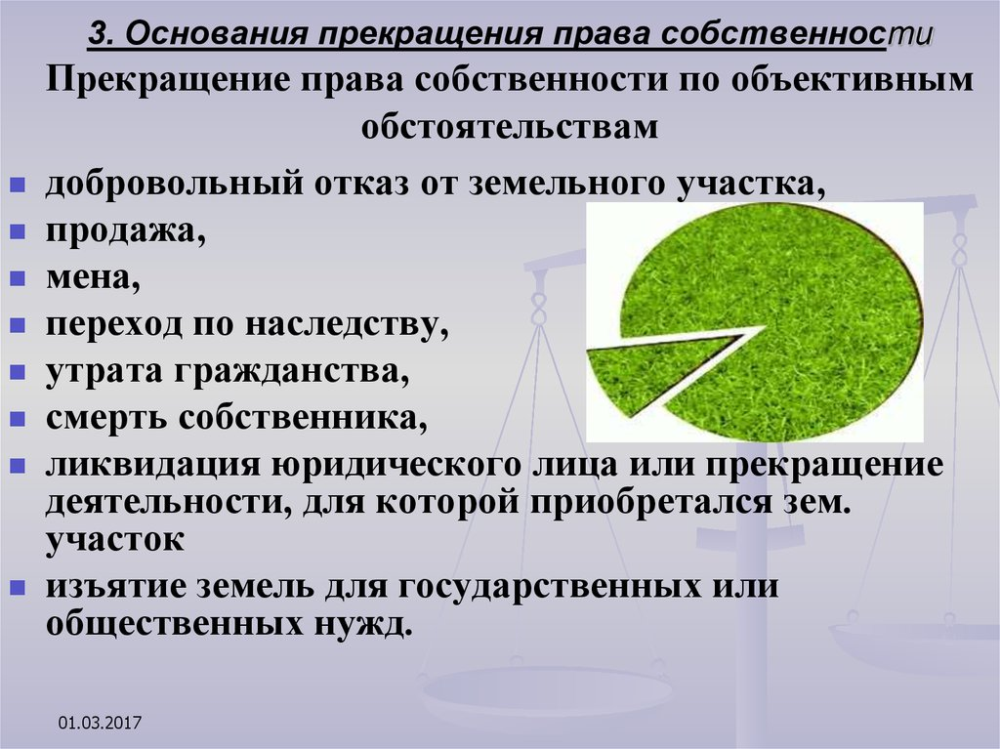 3. Основания прекращения права собственности
Прекращение права собственности по объективным
обстоятельствам
добровольный отказ от земельного участка,
продажа,
мена,
переход по наследству,
утрата гражданства,
смерть собственника,
ликвидация юридического лица или прекращение
деятельности, для которой приобретался зем.
участок
изъятие земель для государственных или
общественных нужд.
01.03.2017